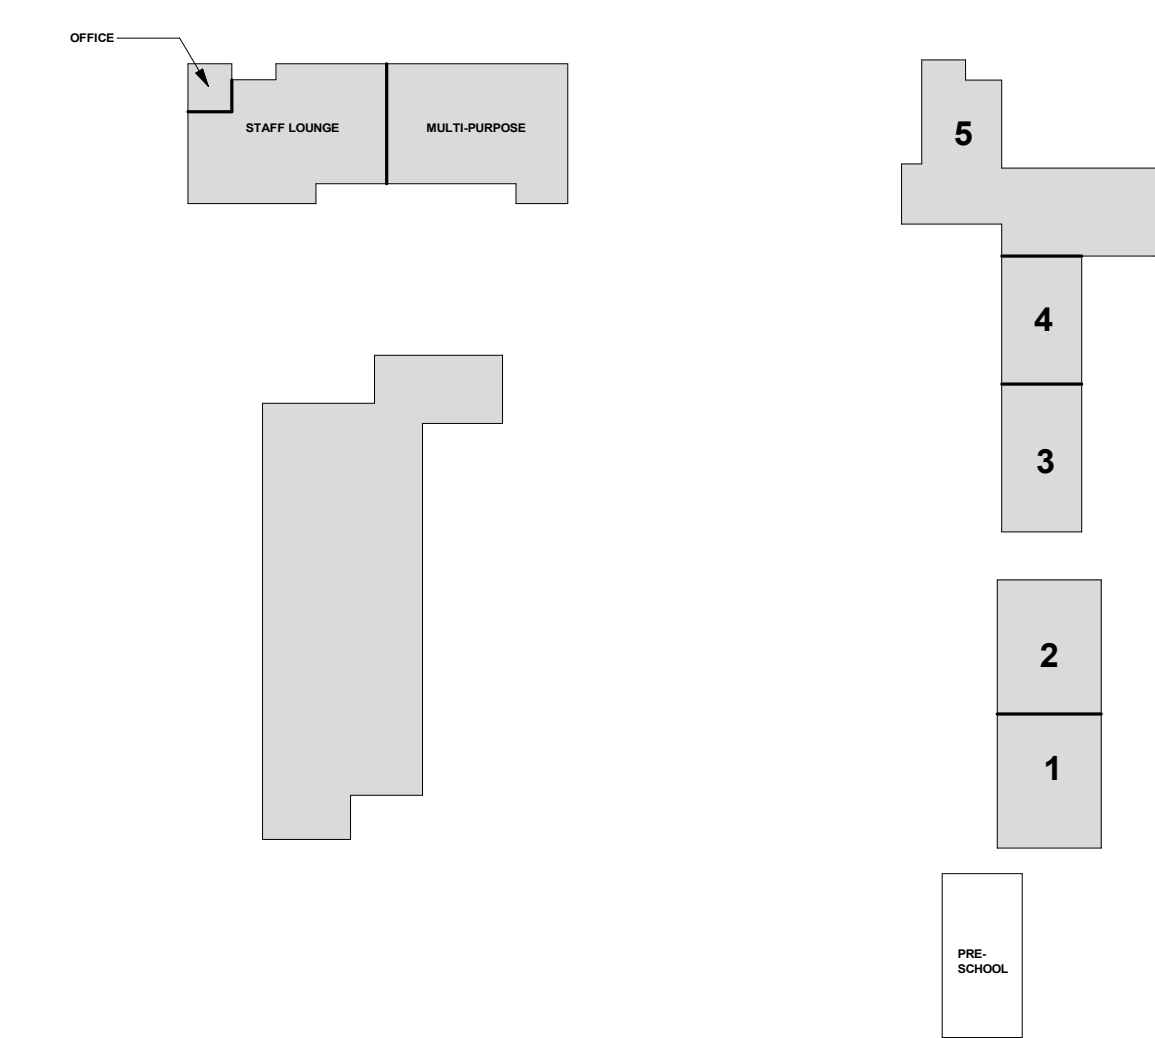 OFFICE
STAFF LOUNGE
MULTI-PURPOSE
5
4
3
2
1
PRE-
SCHOOL